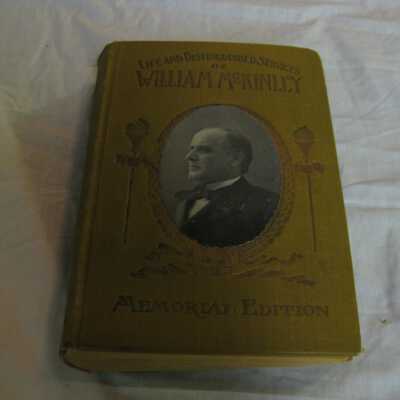 LIFE AND DISTINGUISHED SERVICES
OF
WILLIAM MCKINLEY
MEMORIAL EDITION